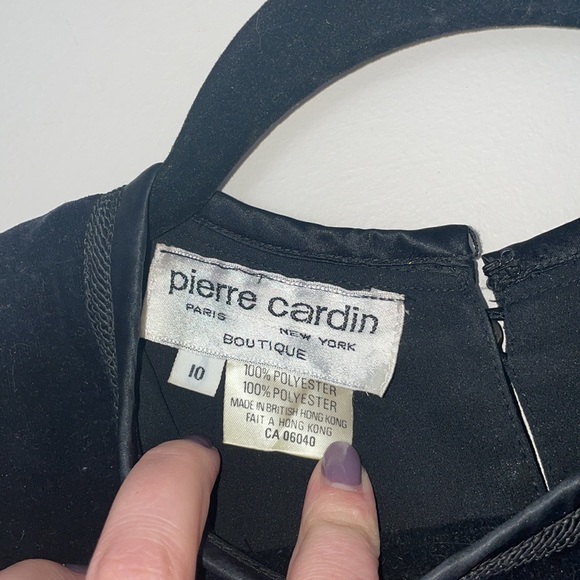 pierre cardin
PARIS NEW YORK
BOUTIQUE
10
100% POLYESTER
100% POLYESTER
MADE IN BRITISH HONG KONG
FAIT A HONG KONG
CA 06040